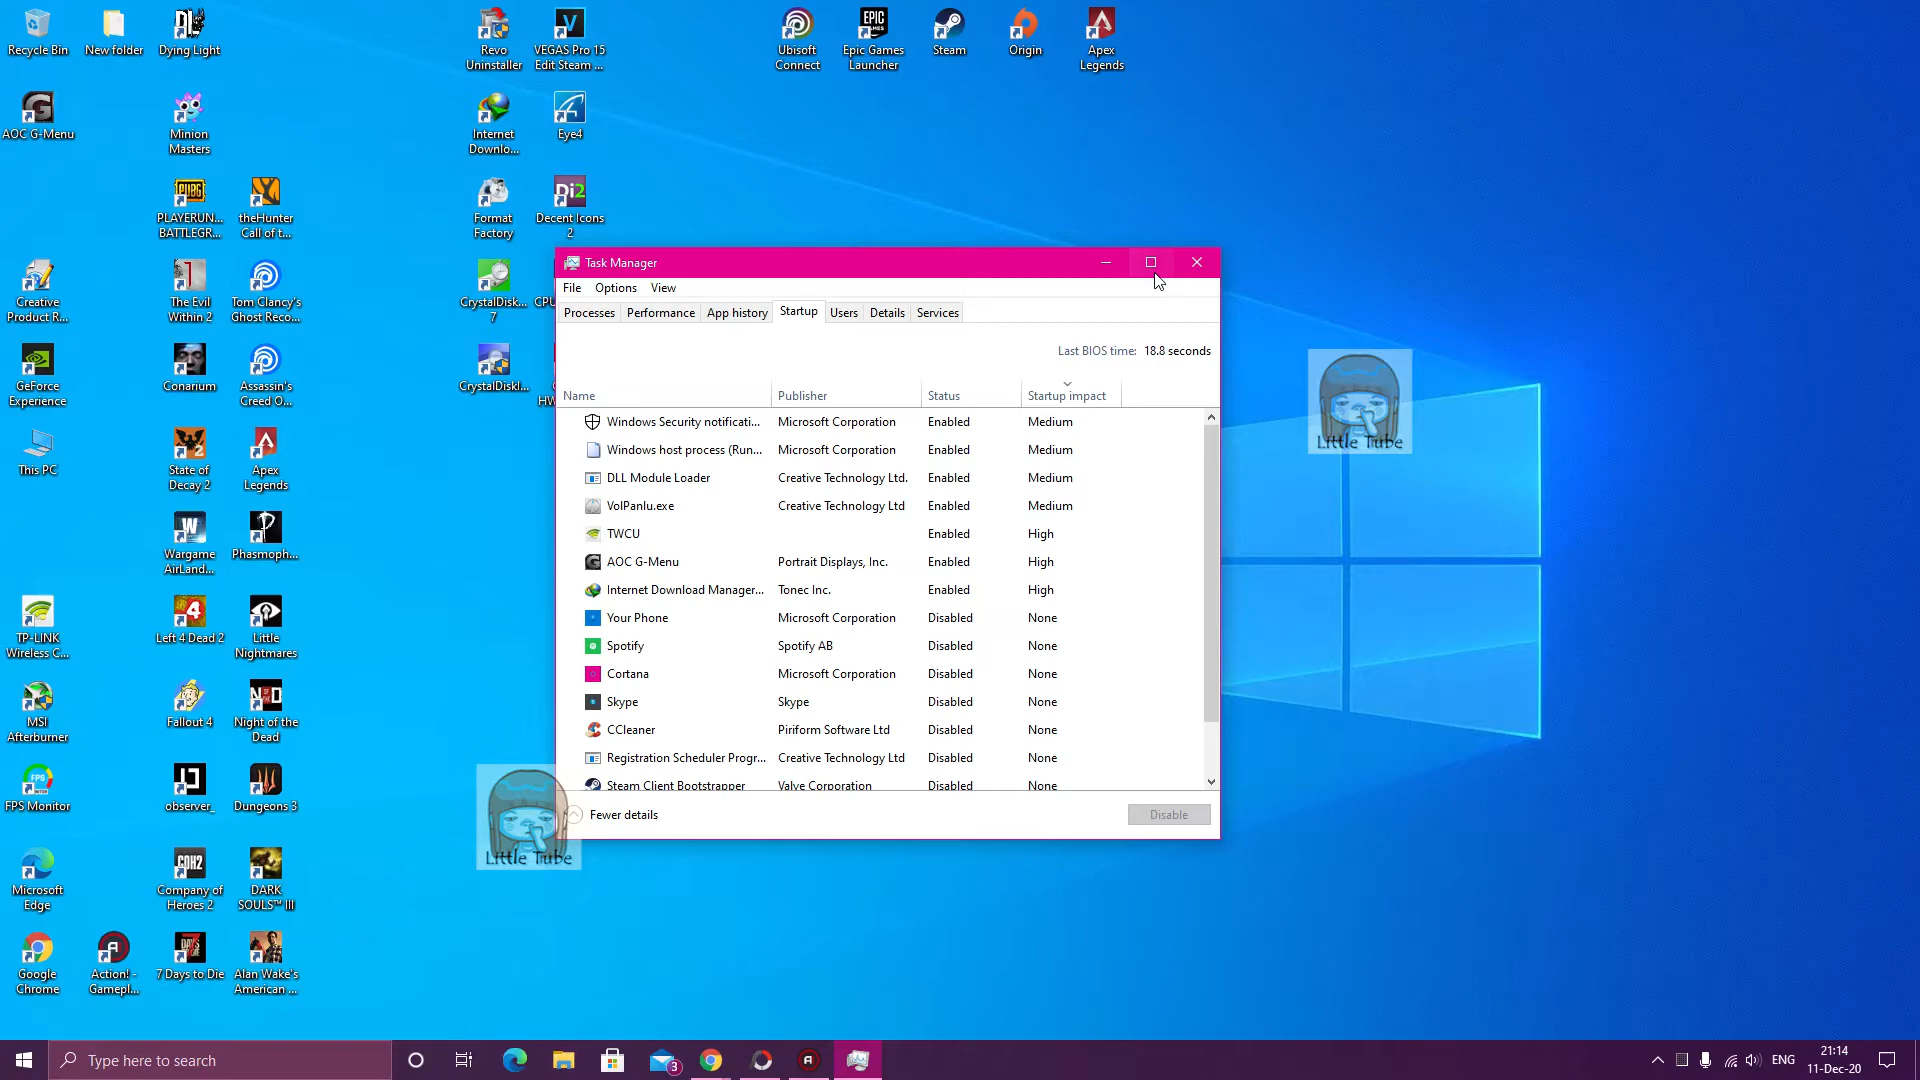 Recycle Bin
New folder
Dying Light
Revo
Uninstaller
VEGAS Pro 15
Edit Steam ...
Ubisoft
Connect
Epic Games
Launcher
Steam
Origin
Apex
Legends
AOC G-Menu
Minion
Masters
Internet
Downlo...
Eye4
PLAYERUN...
BATTLEGR...
theHunter
Call of t...
Format
Factory
Decent Icons
2
Creative
Product R...
The Evil
Within 2
Tom Clancy's
Ghost Reco...
CrystalDisk...
7
CPU
GeForce
Experience
Conarium
Assassin's
Creed O...
CrystalDiskI...
HW
This PC
State of
Decay 2
Apex
Legends
Wargame
AirLand...
Phasmoph...
TP-LINK
Wireless C...
Left 4 Dead 2
Little
Nightmares
MSI
Afterburner
Fallout 4
Night of the
Dead
FPS Monitor
observer_
Dungeons 3
Microsoft
Edge
Company of
Heroes 2
DARK
SOULS™ III
Google
Chrome
Action! -
Gamepl...
7 Days to Die
Alan Wake's
American ...
Task Manager
File Options View
Processes Performance App history Startup Users Details Services
Last BIOS time: 18.8 seconds
Name Publisher Status Startup impact
Windows Security notificati... Microsoft Corporation Enabled Medium
Windows host process (Run... Microsoft Corporation Enabled Medium
DLL Module Loader Creative Technology Ltd. Enabled Medium
VolPanlu.exe Creative Technology Ltd Enabled Medium
TWCU Enabled High
AOC G-Menu Portrait Displays, Inc. Enabled High
Internet Download Manager... Tonec Inc. Enabled High
Your Phone Microsoft Corporation Disabled None
Spotify Spotify AB Disabled None
Cortana Microsoft Corporation Disabled None
Skype Skype Disabled None
CCleaner Piriform Software Ltd Disabled None
Registration Scheduler Progr... Creative Technology Ltd Disabled None
Steam Client Bootstrapper Valve Corporation Disabled None
Fewer details
Disable
Little Tube
Little Tube
Type here to search
3
ENG
21:14
11-Dec-20